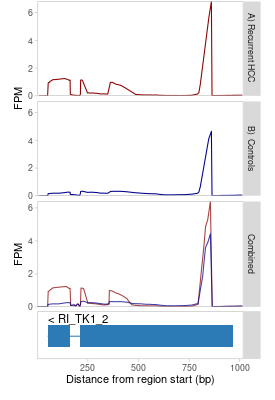 6
4
2
0
FPM
A) Recurrent HCC
6
4
2
0
B) Controls
6
4
2
0
FPM
Combined
< RI_TK1_2
250
500
750
1000
Distance from region start (bp)